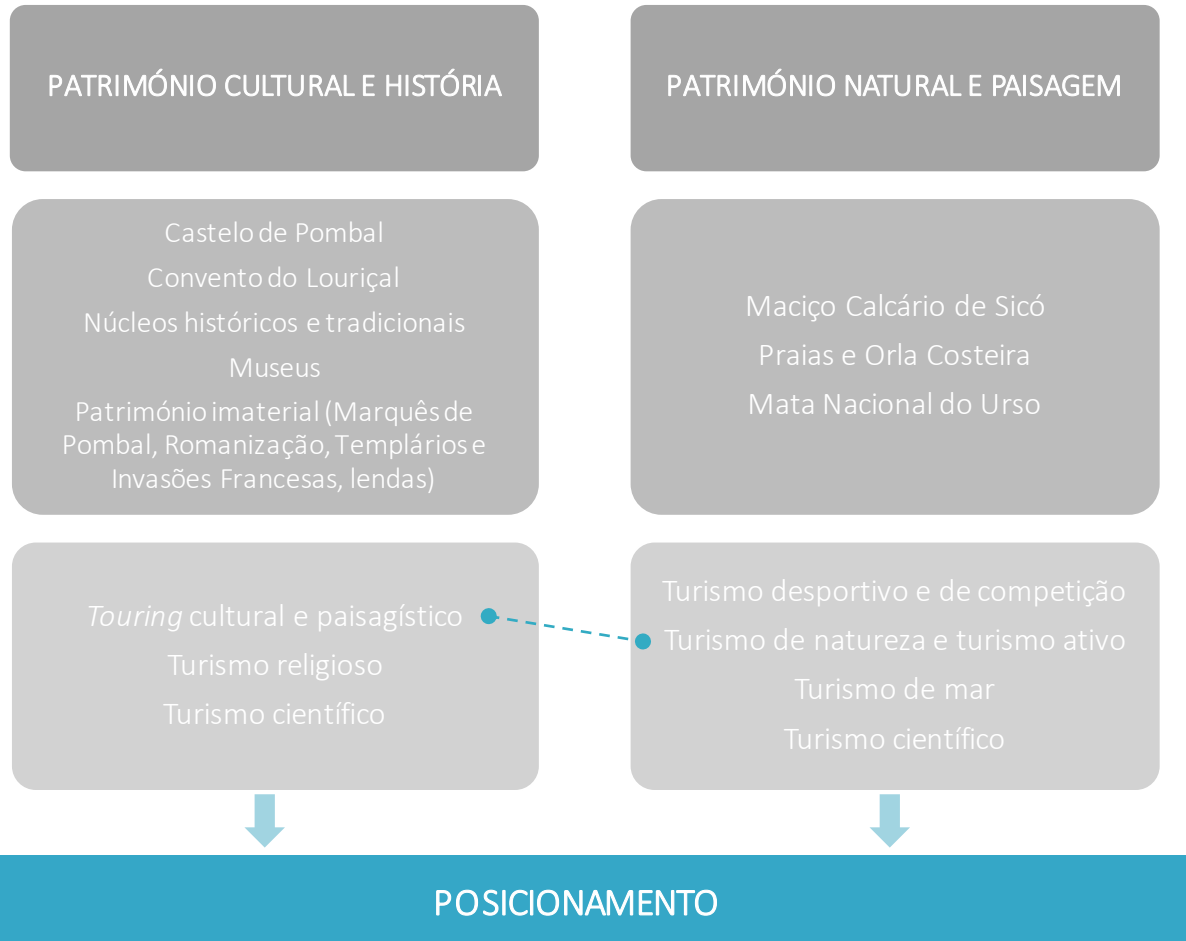 PATRIMÓNIO CULTURAL E HISTÓRIA
Castelo de Pombal
Convento do Louriçal
Núcleos históricos e tradicionais
Museus
Património imaterial (Marquês de
Pombal, Romanização, Templários e
Invasões Francesas, lendas)
Touring cultural e paisagístico
Turismo religioso
Turismo científico
PATRIMÓNIO NATURAL E PAISAGEM
Maciço Calcário de Sicó
Praias e Orla Costeira
Mata Nacional do Urso
Turismo desportivo e de competição
Turismo de natureza e turismo ativo
Turismo de mar
Turismo científico
POSICIONAMENTO